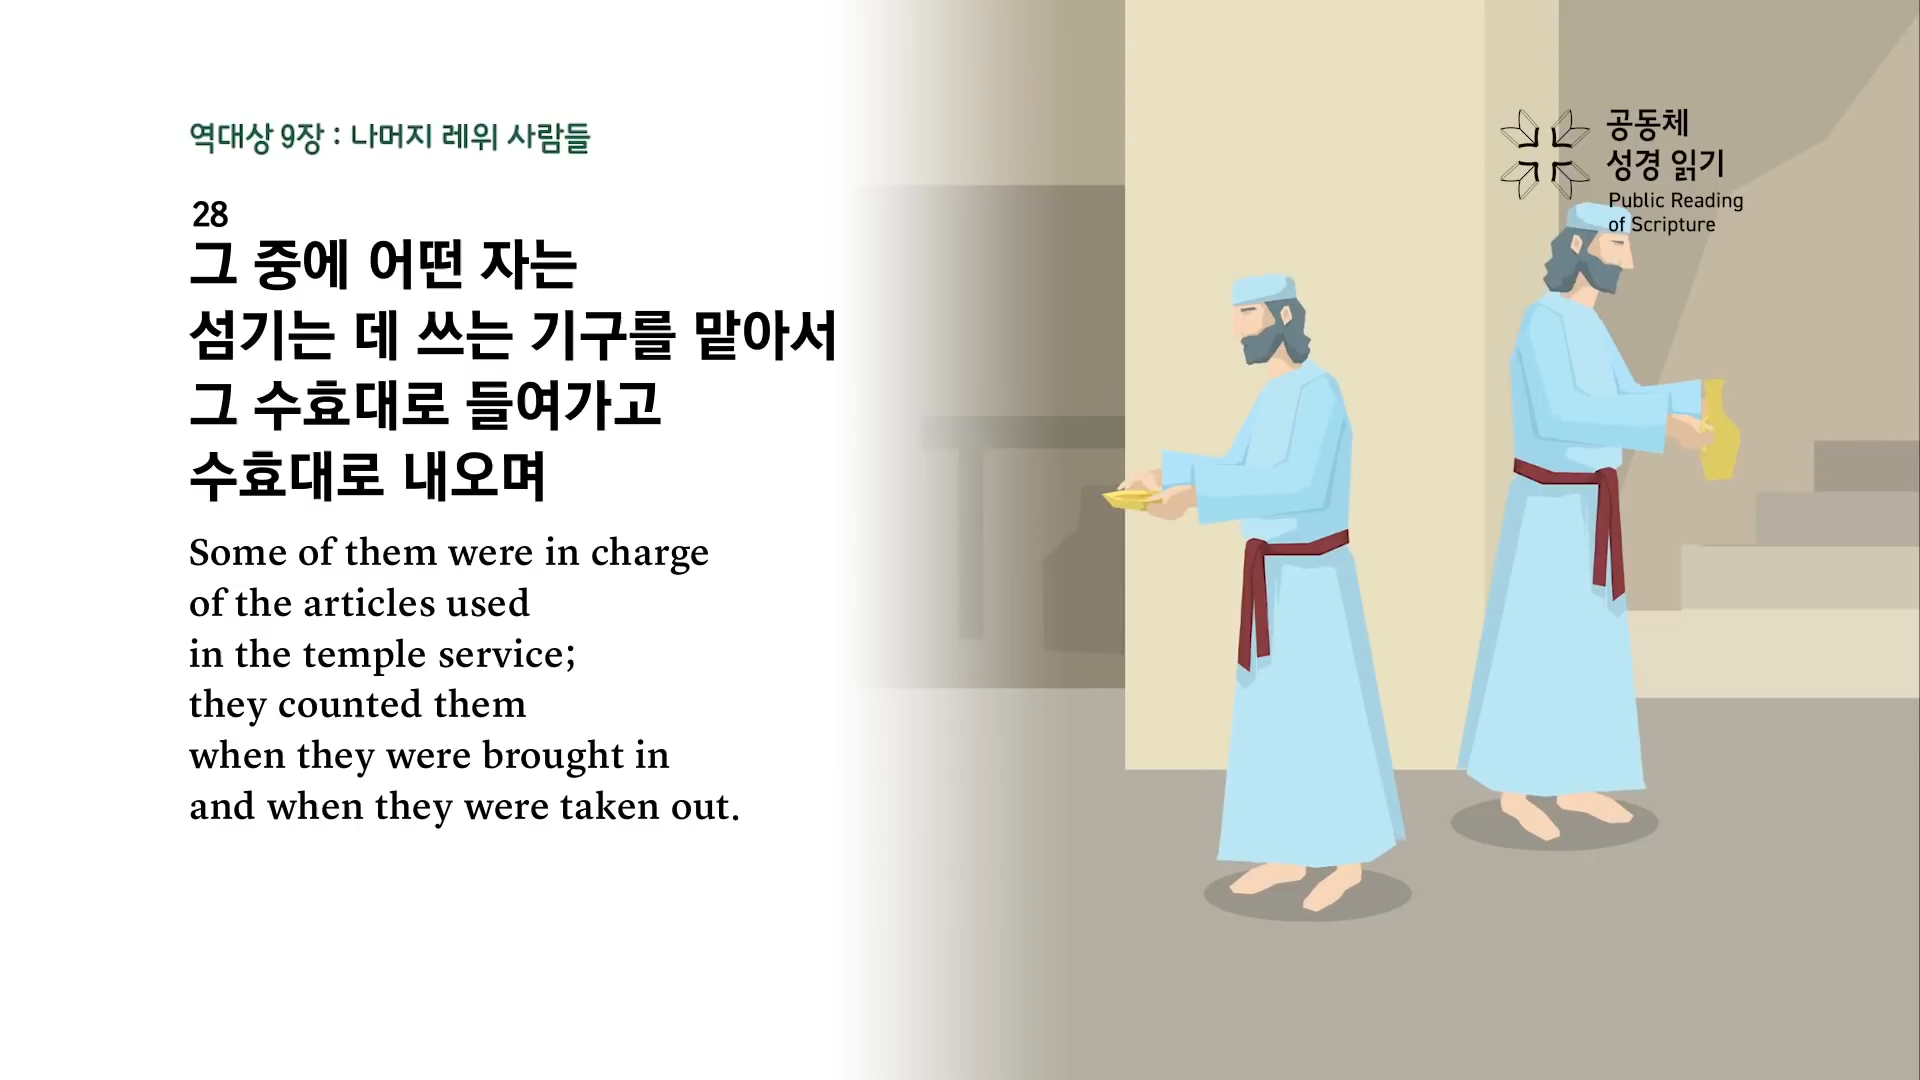 역대상 9장 : 나머지 레위 사람들
28
그 중에 어떤 자는
섬기는 데 쓰는 기구를 맡아서
그 수효대로 들여가고
수효대로 내오며
Some of them were in charge
of the articles used
in the temple service;
they counted them
when they were brought in
and when they were taken out.
공동체
성경 읽기
Public Reading
of Scripture